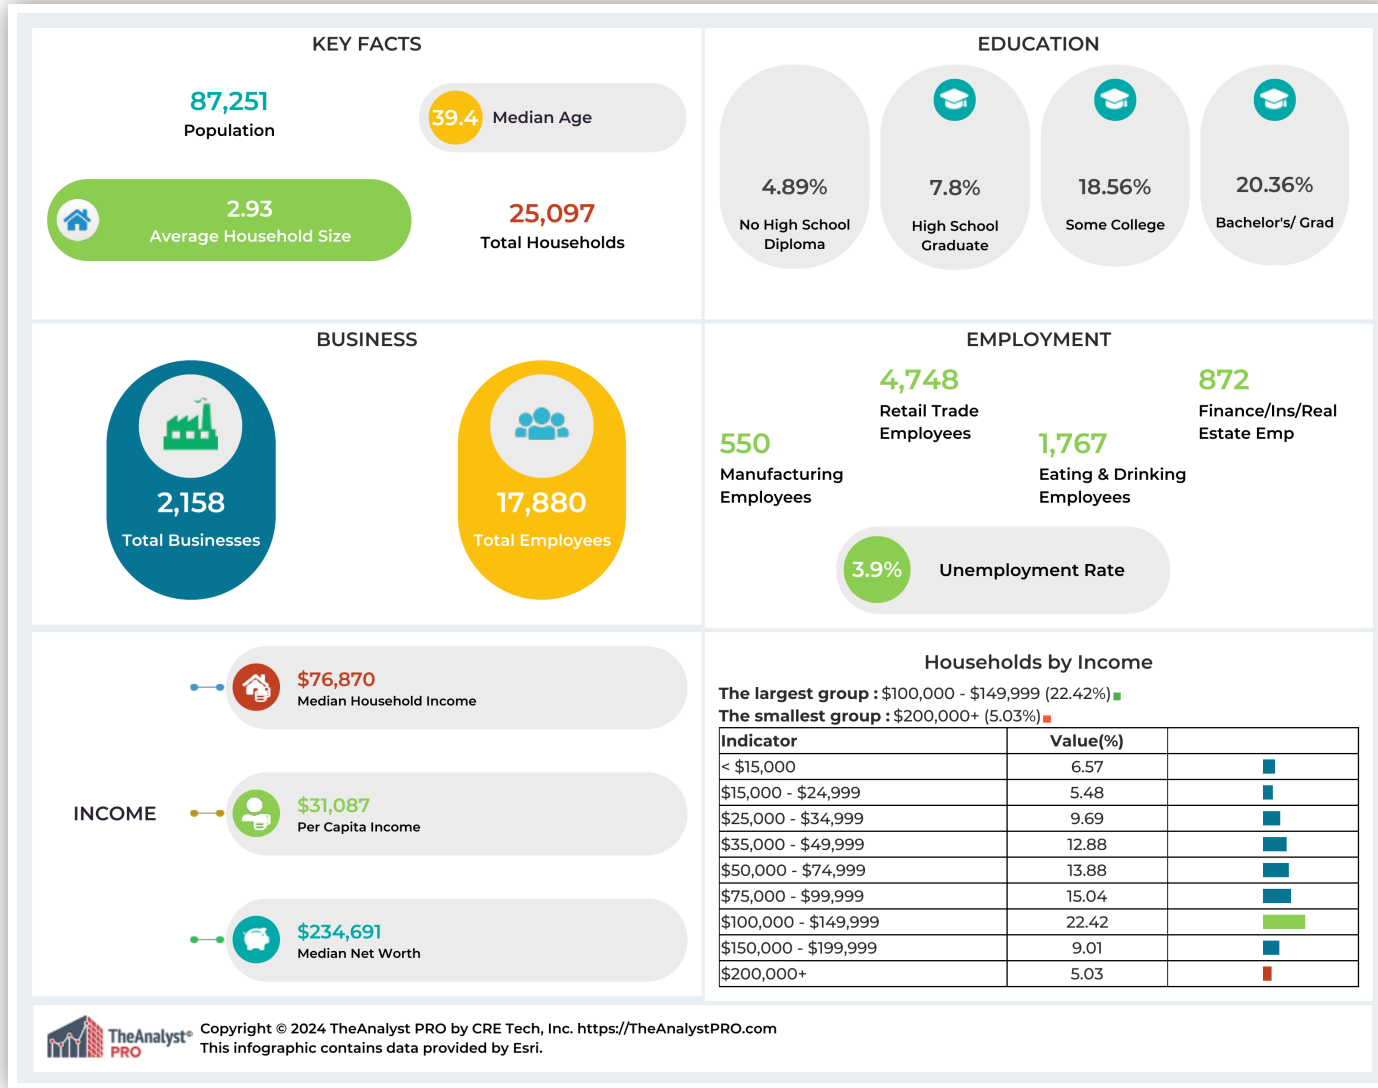 KEY FACTS
87,251
Population
39.4 Median Age
2.93
Average Household Size
25,097
Total Households
EDUCATION
4.89%
No High School
Diploma
7.8%
High School
Graduate
18.56%
Some College
20.36%
Bachelor's/ Grad
BUSINESS
2,158
Total Businesses
17,880
Total Employees
EMPLOYMENT
550
Manufacturing
Employees
4,748
Retail Trade
Employees
1,767
Eating & Drinking
Employees
872
Finance/Ins/Real
Estate Emp
3.9% Unemployment Rate
INCOME
$76,870
Median Household Income
$31,087
Per Capita Income
$234,691
Median Net Worth
Households by Income
The largest group : $100,000 - $149,999 (22.42%)
The smallest group : $200,000+ (5.03%)
Indicator Value(%)
< $15,000 6.57
$15,000 - $24,999 5.48
$25,000 - $34,999 9.69
$35,000 - $49,999 12.88
$50,000 - $74,999 13.88
$75,000 - $99,999 15.04
$100,000 - $149,999 22.42
$150,000 - $199,999 9.01
$200,000+ 5.03
TheAnalyst®
PRO
Copyright © 2024 TheAnalyst PRO by CRE Tech, Inc. https://TheAnalystPRO.com
This infographic contains data provided by Esri.